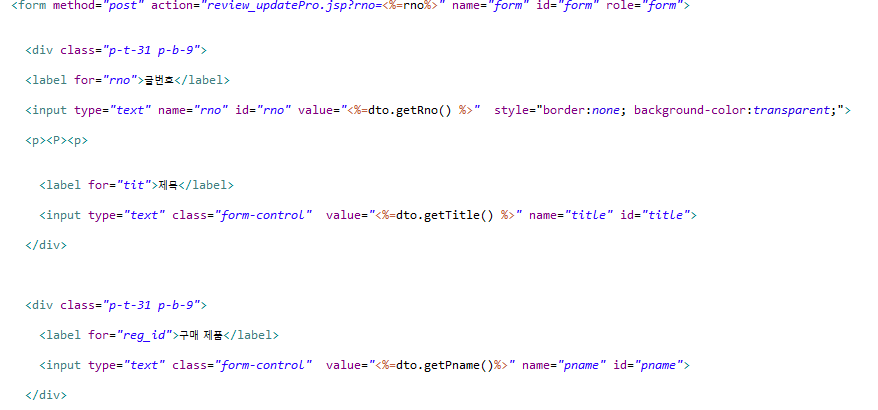 <form method="post" action="review_updatePro.jsp?rno=<%=rno%>" name="form" id="form" role="form">
<div class="p-t-31 p-b-9">
<label for="rno">글번호</label>
<input type="text" name="rno" id="rno" value="<%=dto.getRno() %>"  style="border:none; background-color:transparent;">
<p><P><p>
<label for="tit">제목</label>
<input type="text" class="form-control"  value="<%=dto.getTitle() %>" name="title" id="title">
</div>
<div class="p-t-31 p-b-9">
<label for="reg_id">구매 제품</label>
<input type="text" class="form-control"  value="<%=dto.getPname()%>" name="pname" id="pname">
</div>